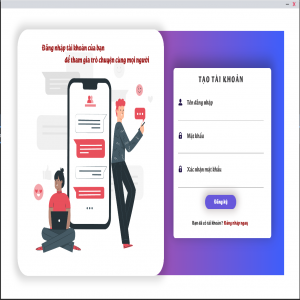 Đăng nhập tài khoản của bạn
để tham gia trò chuyện cùng mọi người
TẠO TÀI KHOẢN
Tên đăng nhập
Mật khẩu
Xác nhận mật khẩu
Đăng ký
Bạn đã có tài khoản? Đăng nhập ngay